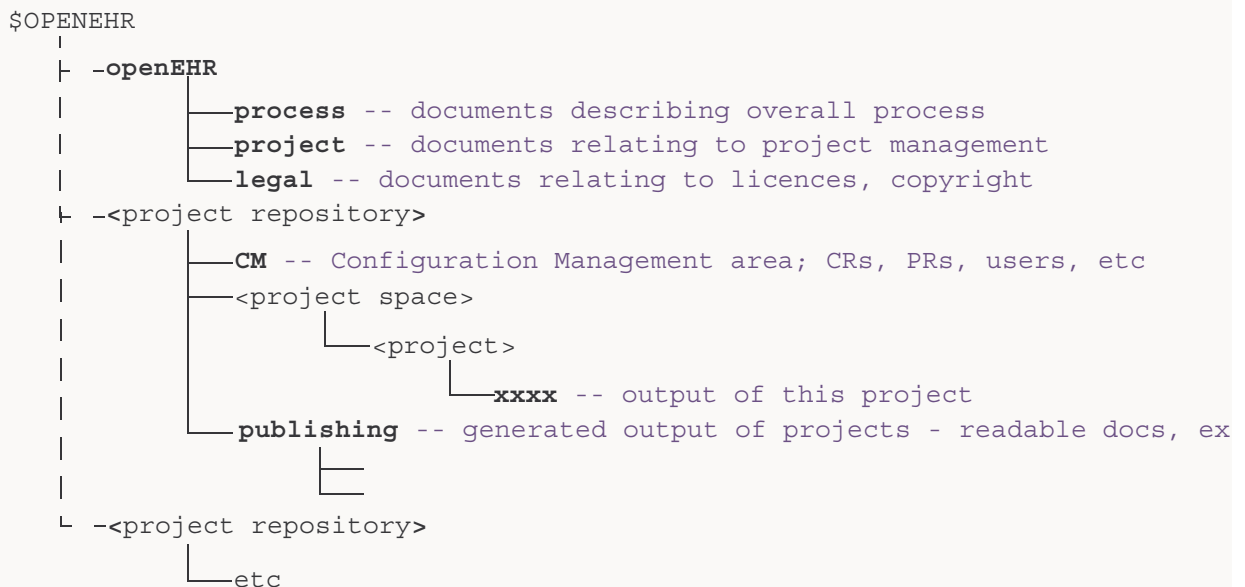 $OPENEHR
openEHR
process -- documents describing overall process
project -- documents relating to project management
legal -- documents relating to licences, copyright
<project repository>
CM -- Configuration Management area; CRs, PRs, users, etc
<project space>
<project>
xxxx -- output of this project
publishing -- generated output of projects - readable docs, ex
<project repository>
etc